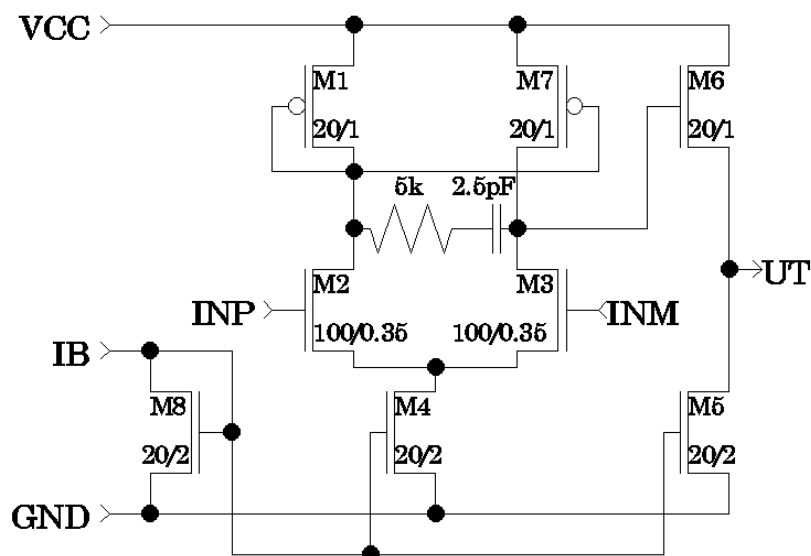 VCC
M1
M7
M6
20/1
20/1
20/1
5k
2.5pF
M2
M3
UT
INP
INM
100/0.35
100/0.35
IB
M8
M4
M5
20/2
20/2
20/2
GND